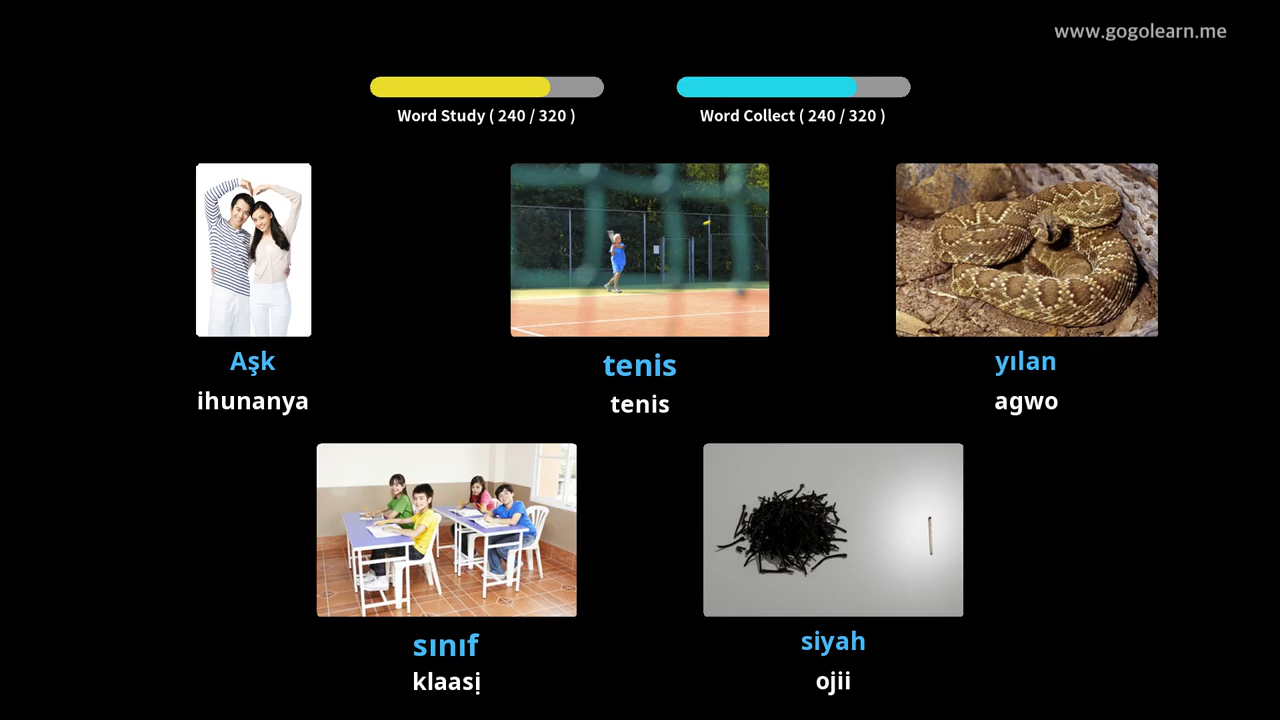 www.gogolearn.me
Word Study ( 240 / 320 )
Word Collect ( 240 / 320 )
Aşk
ihunanya
tenis
tenis
yılan
agwo
sınıf
klaasị
siyah
ojii